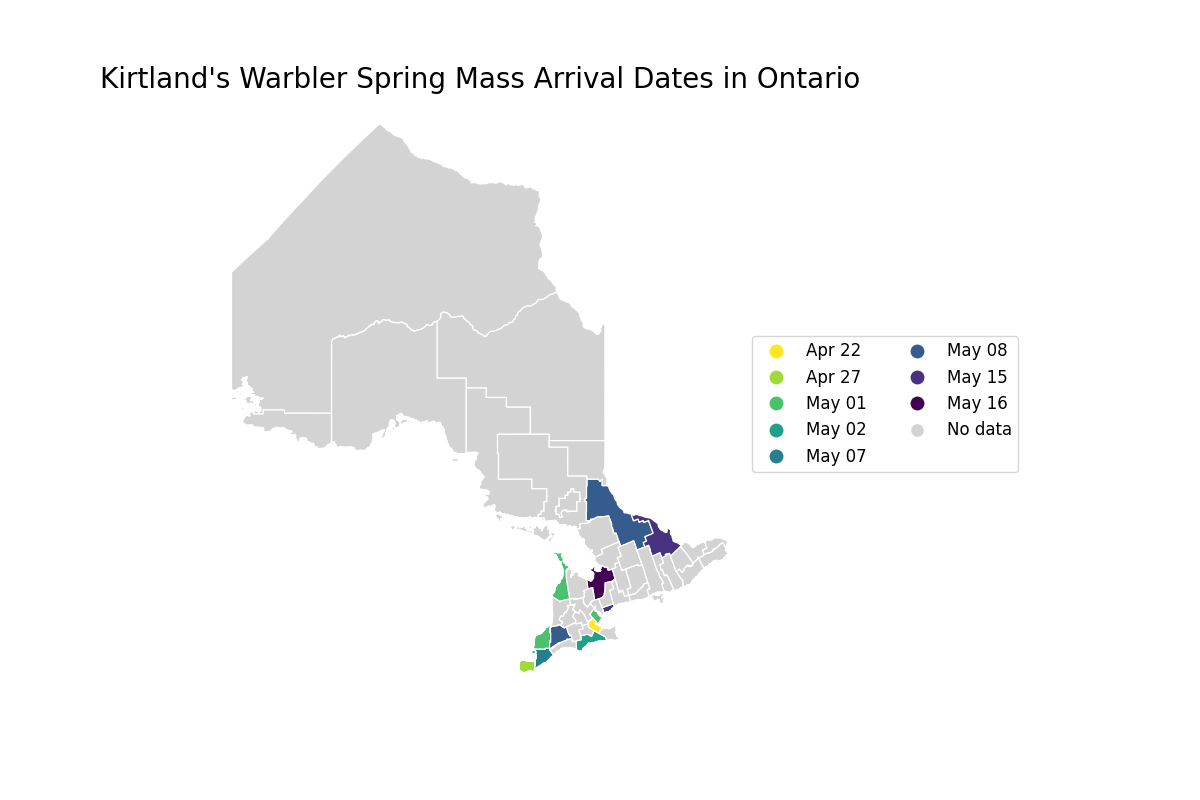 Kirtland's Warbler Spring Mass Arrival Dates in Ontario
Apr 22
Apr 27
May 01
May 02
May 07
May 08
May 15
May 16
No data